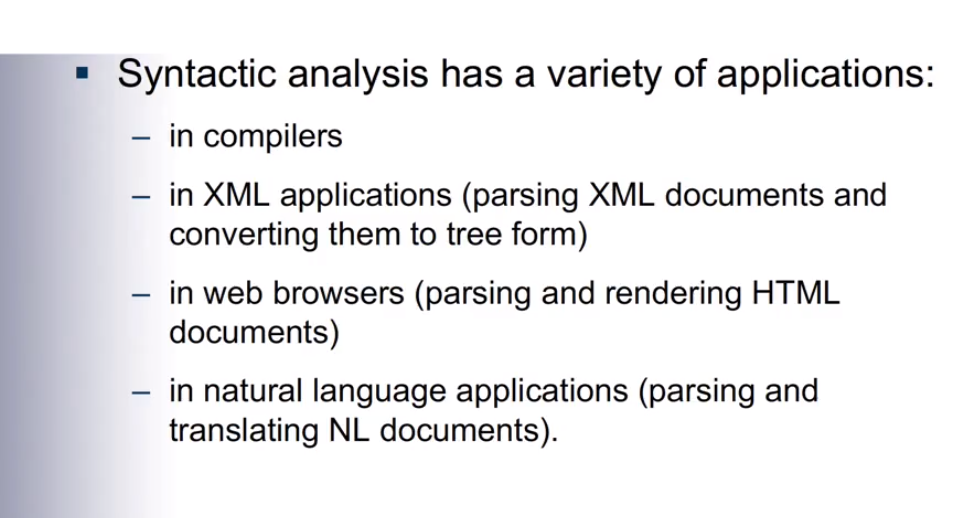 ▪ Syntactic analysis has a variety of applications:
– in compilers
– in XML applications (parsing XML documents and
converting them to tree form)
– in web browsers (parsing and rendering HTML
documents)
– in natural language applications (parsing and
translating NL documents).